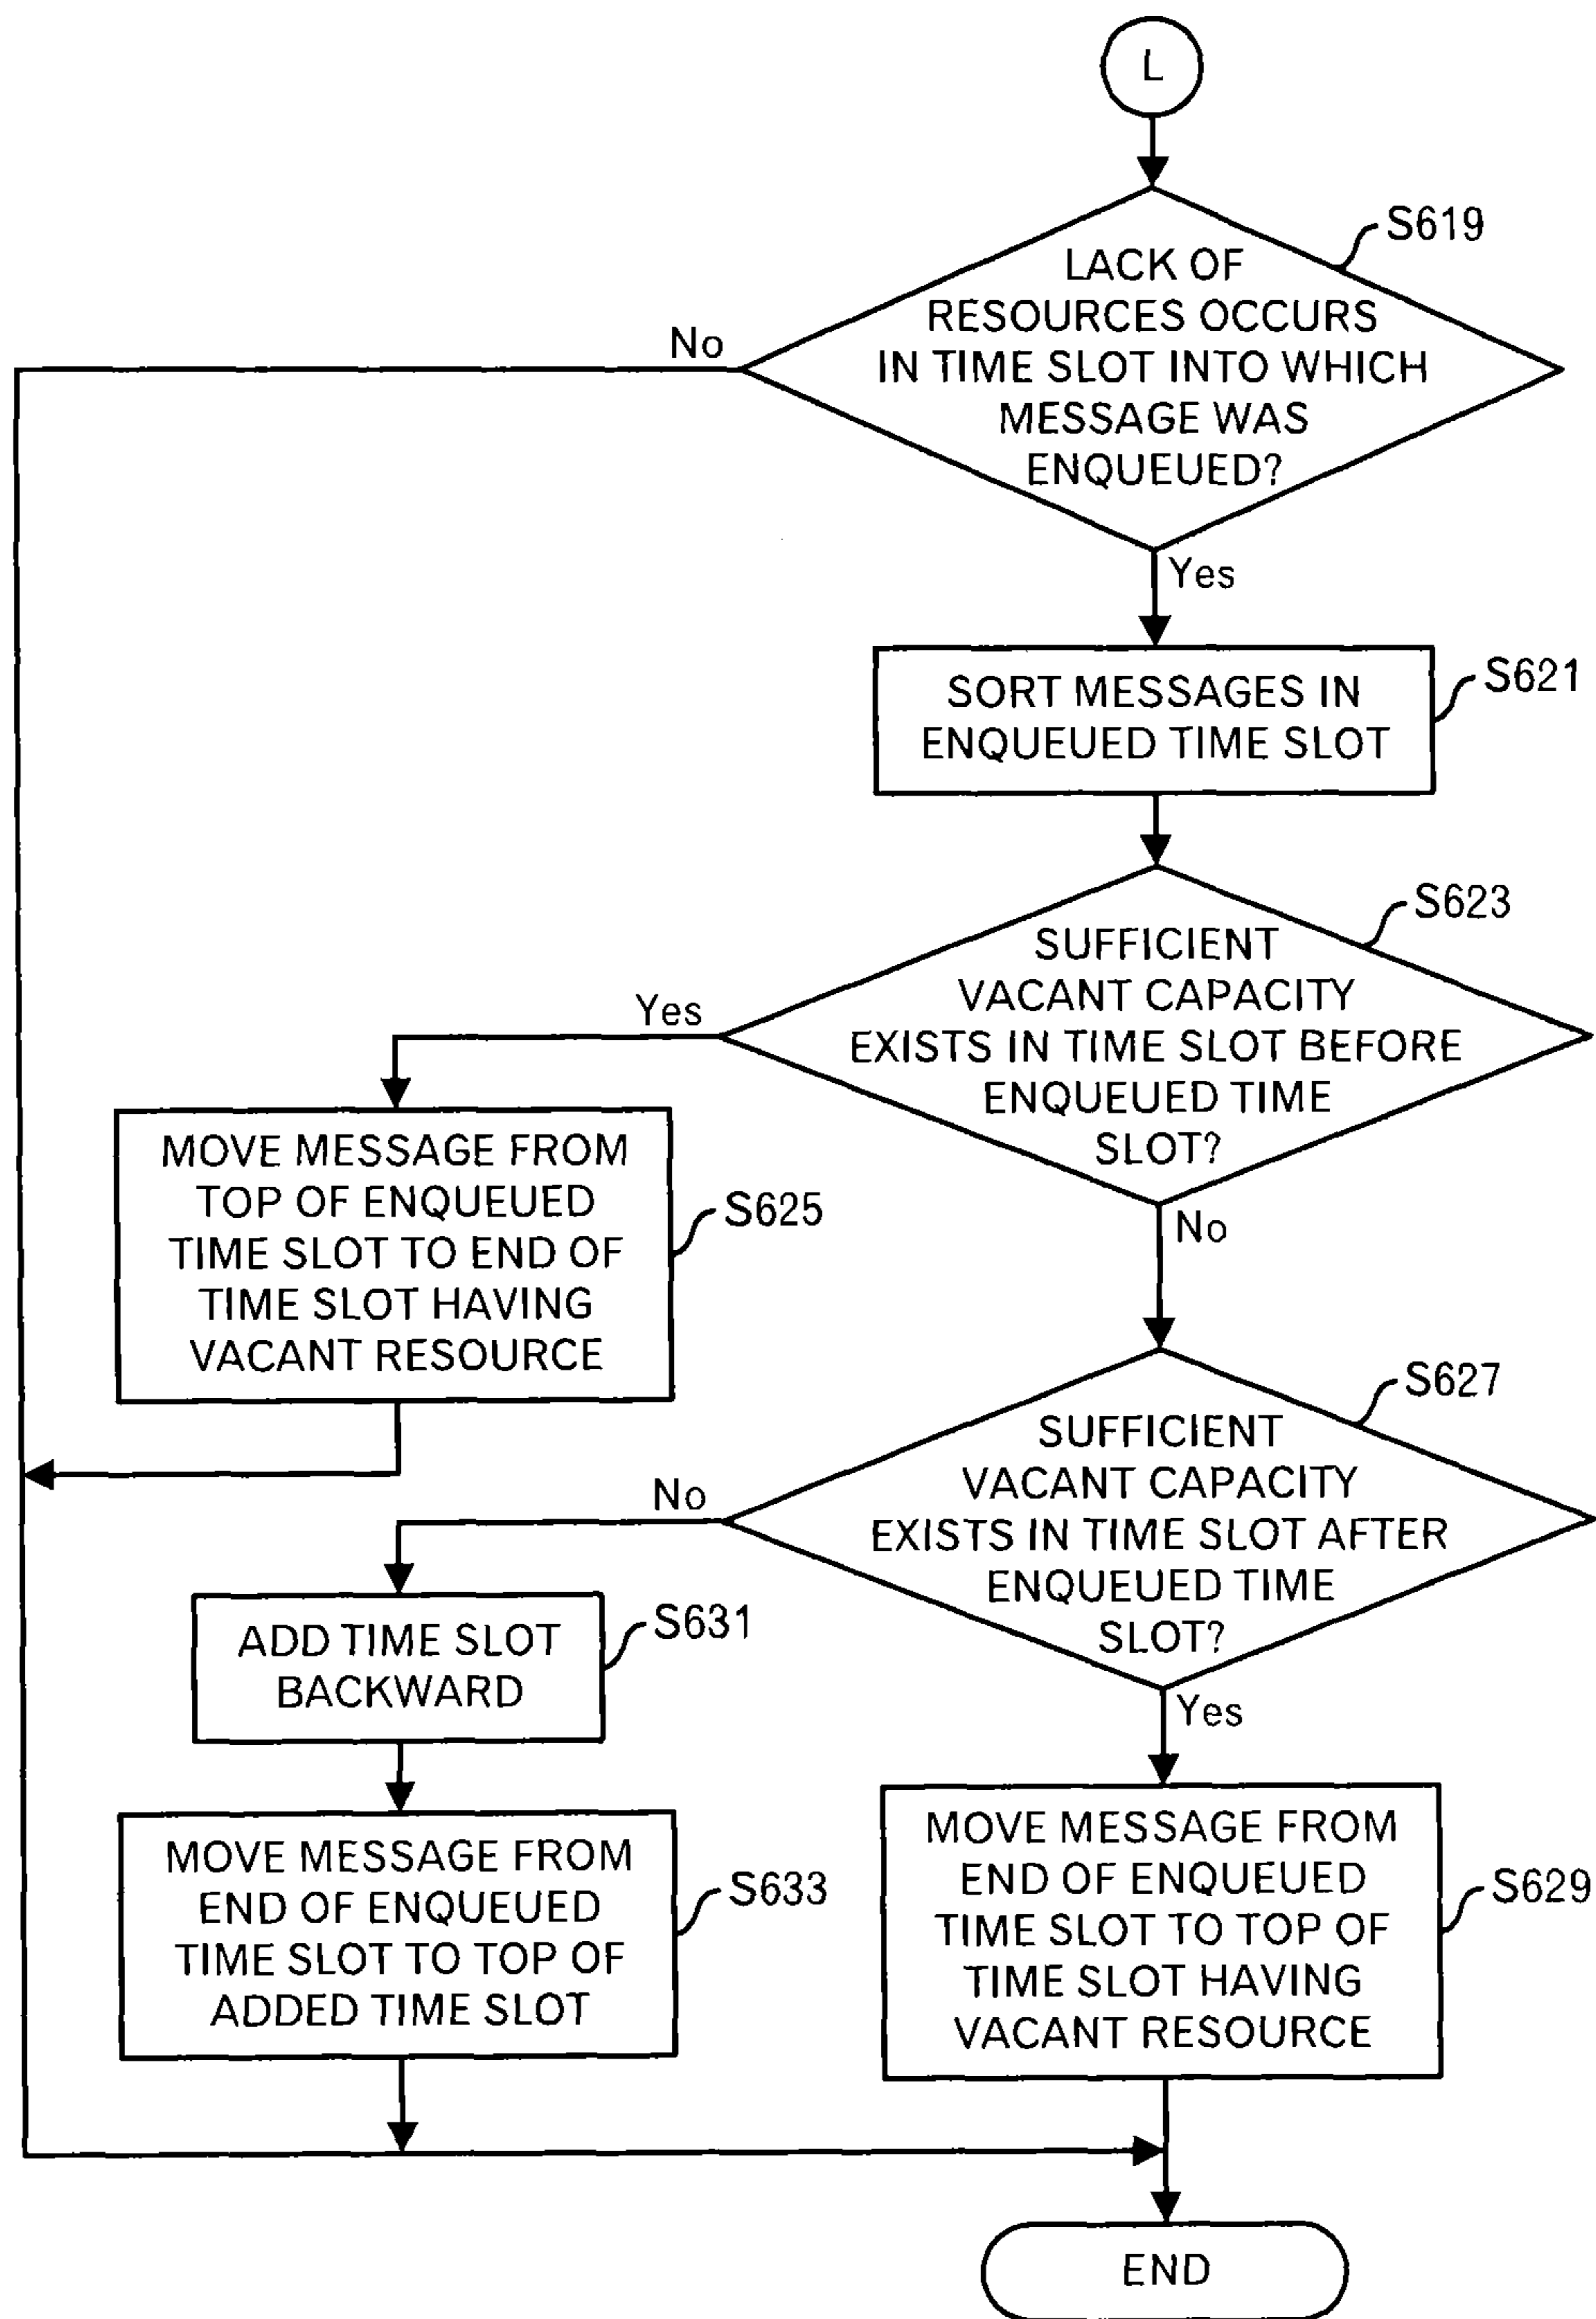 L
S619
LACK OF
RESOURCES OCCURS
IN TIME SLOT INTO WHICH
MESSAGE WAS
ENQUEUED?
No
Yes
SORT MESSAGES IN
ENQUEUED TIME SLOT
S621
S623
SUFFICIENT
VACANT CAPACITY
EXISTS IN TIME SLOT BEFORE
ENQUEUED TIME
SLOT?
Yes
No
MOVE MESSAGE FROM
TOP OF ENQUEUED
TIME SLOT TO END OF
TIME SLOT HAVING
VACANT RESOURCE
S625
S627
SUFFICIENT
VACANT CAPACITY
EXISTS IN TIME SLOT AFTER
ENQUEUED TIME
SLOT?
No
Yes
ADD TIME SLOT
BACKWARD
S631
MOVE MESSAGE FROM
END OF ENQUEUED
TIME SLOT TO TOP OF
ADDED TIME SLOT
S633
MOVE MESSAGE FROM
END OF ENQUEUED
TIME SLOT TO TOP OF
TIME SLOT HAVING
VACANT RESOURCE
S629
END